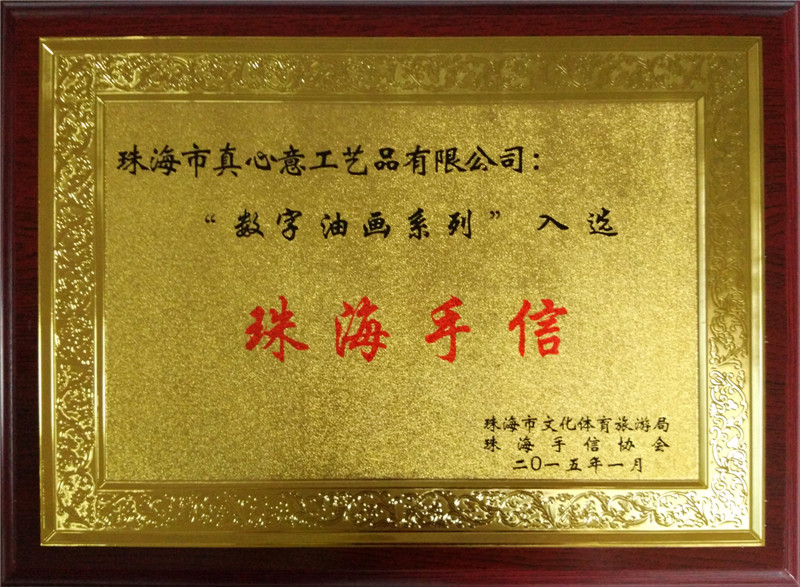 珠海市真心意工艺品有限公司：
“数字油画系列”入选
珠海手信
珠海市文化体育旅游局
珠海手信协会
二〇一五年一月